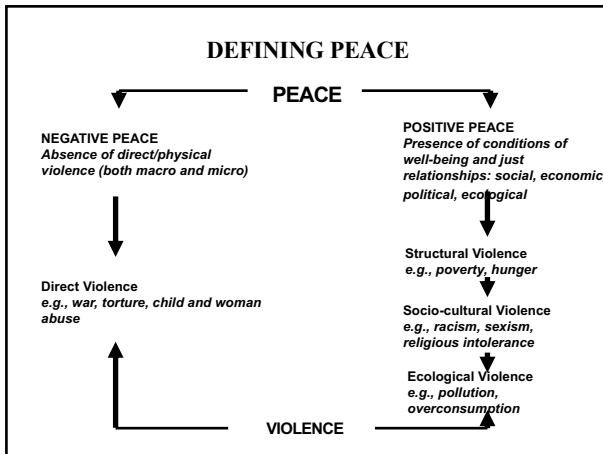 DEFINING PEACE
PEACE
NEGATIVE PEACE
Absence of direct/physical
violence (both macro and micro)
POSITIVE PEACE
Presence of conditions of
well-being and just
relationships: social, economic,
political, ecological
Direct Violence
e.g., war, torture, child and woman
abuse
Structural Violence
e.g., poverty, hunger
Socio-cultural Violence
e.g., racism, sexism,
religious intolerance
Ecological Violence
e.g., pollution,
overconsumption
VIOLENCE